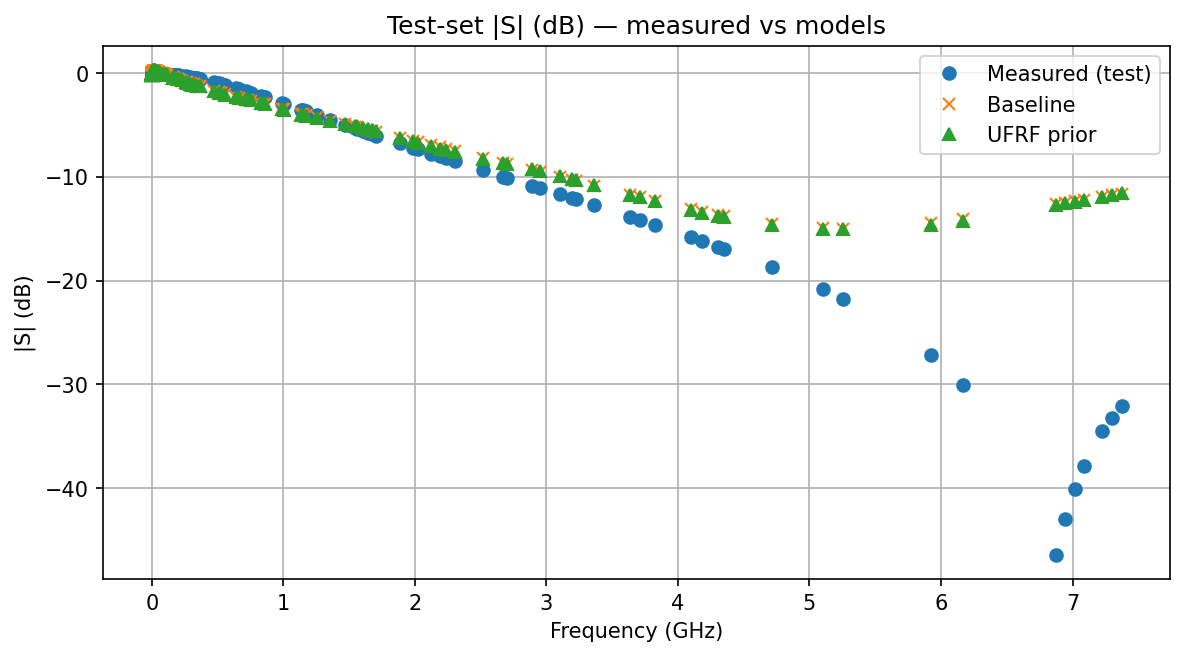 Test-set |S| (dB) — measured vs models
Measured (test)
Baseline
UFRF prior
|S| (dB)
0
−10
−20
−30
−40
0 1 2 3 4 5 6 7
Frequency (GHz)